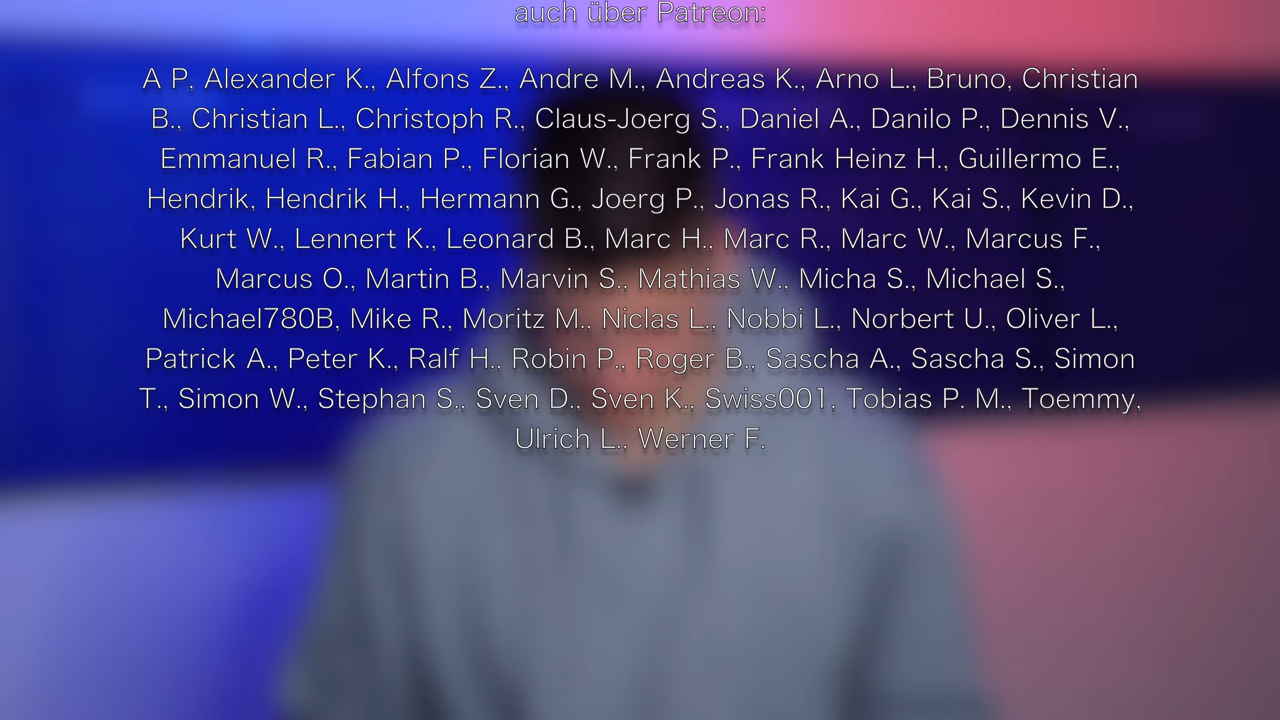 auch über Patreon:
A P, Alexander K., Alfons Z., Andre M., Andreas K., Arno L., Bruno, Christian
B., Christian L., Christoph R., Claus-Joerg S., Daniel A., Danilo P., Dennis V.,
Emmanuel R., Fabian P., Florian W., Frank P., Frank Heinz H., Guillermo E.,
Hendrik, Hendrik H., Hermann G., Joerg P., Jonas R., Kai G., Kai S., Kevin D.,
Kurt W., Lennert K., Leonard B., Marc H., Marc R., Marc W., Marcus F.,
Marcus O., Martin B., Marvin S., Mathias W., Micha S., Michael S.,
Michael780B, Mike R., Moritz M., Niclas L., Nobbi L., Norbert U., Oliver L.,
Patrick A., Peter K., Ralf H., Robin P., Roger B., Sascha A., Sascha S., Simon
T., Simon W., Stephan S., Sven D., Sven K., Swiss001, Tobias P. M., Toemmy,
Ulrich L., Werner F.